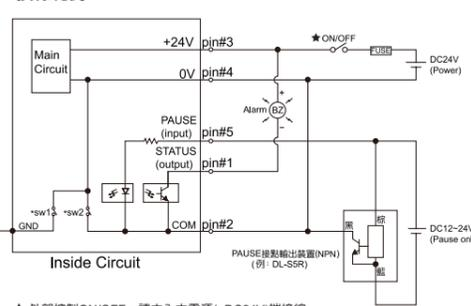 +24V pin#3
★ON/OFF
FUSE
DC24V
(Power)
Main
Circuit
0V pin#4
+
Alarm BZ
−
PAUSE
(input) pin#5
STATUS
(output) pin#1
*sw1 *sw2
GND
COM pin#2
黑
棕
藍
DC12~24V
(Pause on
PAUSE接點輸出裝置(NPN)
(例:DL-S5R)
Inside Circuit